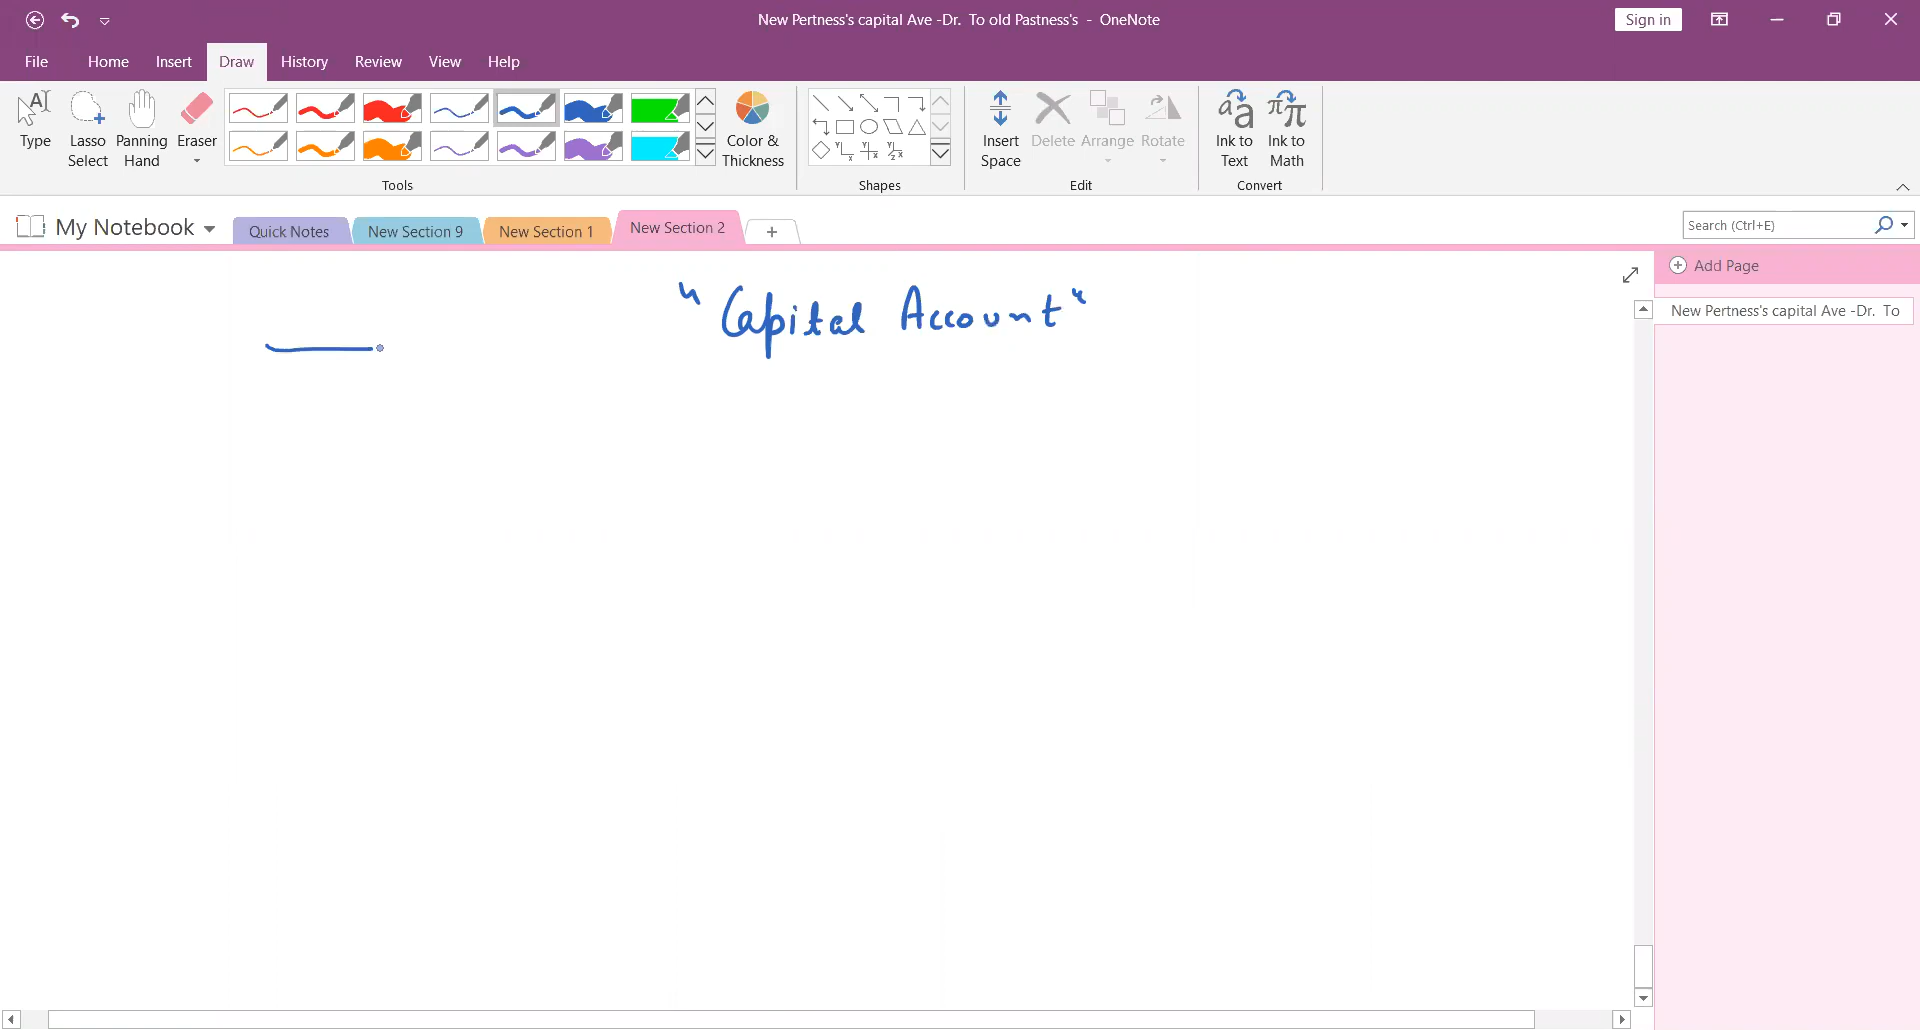 New Pertness's capital Ave -Dr. To old Pastness's - OneNote
Sign in
File Home Insert Draw History Review View Help
Type
Lasso Select
Panning Hand
Eraser
Color & Thickness
Insert Space
Delete
Arrange
Rotate
Ink to Text
Ink to Math
Tools Shapes Edit Convert
My Notebook Quick Notes New Section 9 New Section 1 New Section 2 +
Search (Ctrl+E)
Add Page
"Capital Account"
New Pertness's capital Ave -Dr. To